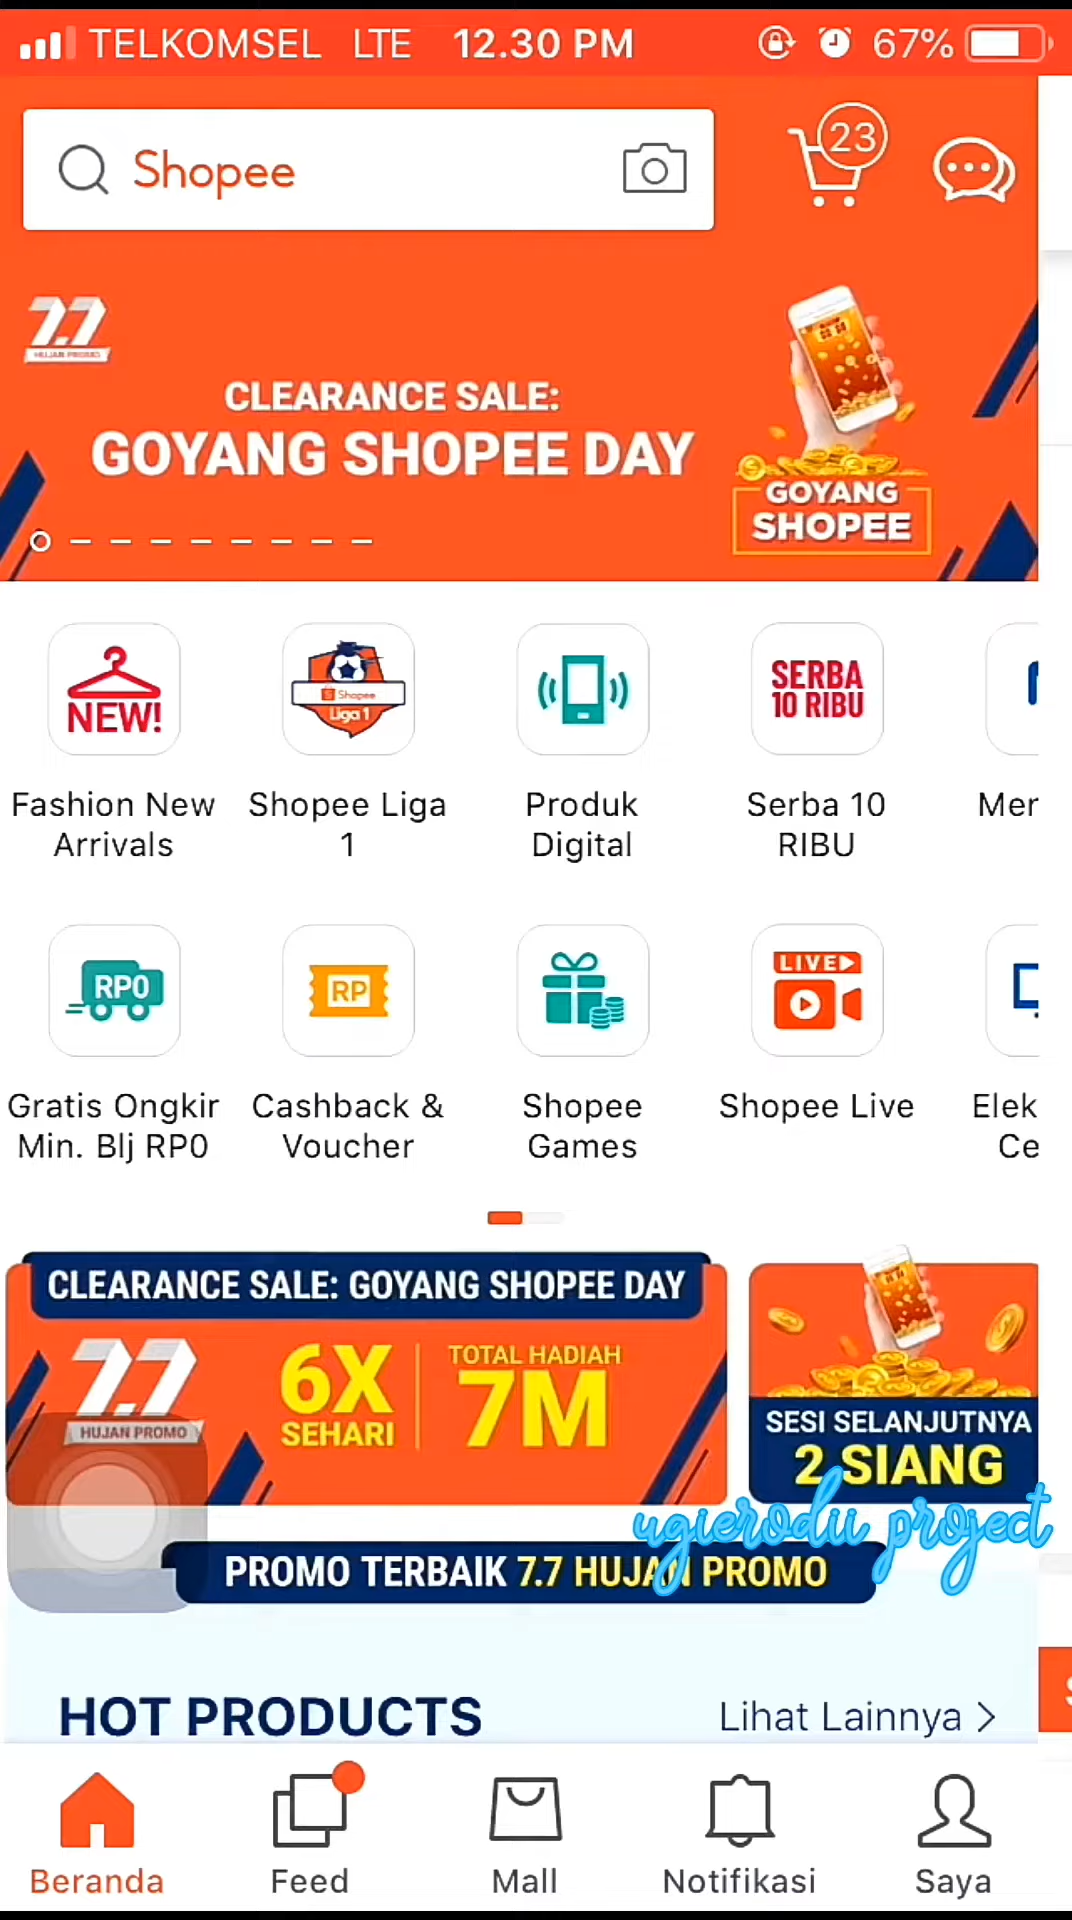 TELKOMSEL LTE 12.30 PM 67%
Shopee
23
7.7
HUJAN PROMO
CLEARANCE SALE:
GOYANG SHOPEE DAY
GOYANG
SHOPEE
NEW!
Shopee
Liga 1
SERBA
10 RIBU
Fashion New
Arrivals
Shopee Liga
1
Produk
Digital
Serba 10
RIBU
Mer
RP0
RP
LIVE
Gratis Ongkir
Min. Blj RP0
Cashback &
Voucher
Shopee
Games
Shopee Live
Elek
Ce
CLEARANCE SALE: GOYANG SHOPEE DAY
7.7
HUJAN PROMO
6X
SEHARI
TOTAL HADIAH
7M
SESI SELANJUTNYA
2 SIANG
ugierodii project
PROMO TERBAIK 7.7 HUJAN PROMO
HOT PRODUCTS
Lihat Lainnya >
Beranda
Feed
Mall
Notifikasi
Saya